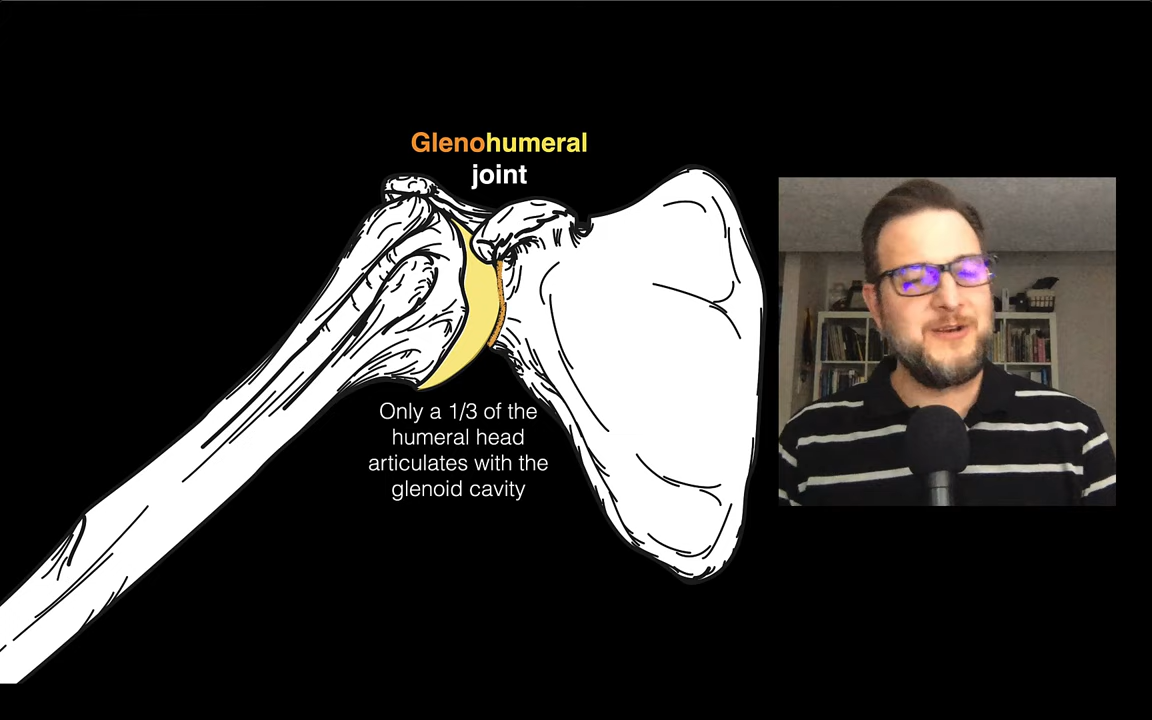 Glenohumeral
joint
Only a 1/3 of the
humeral head
articulates with the
glenoid cavity